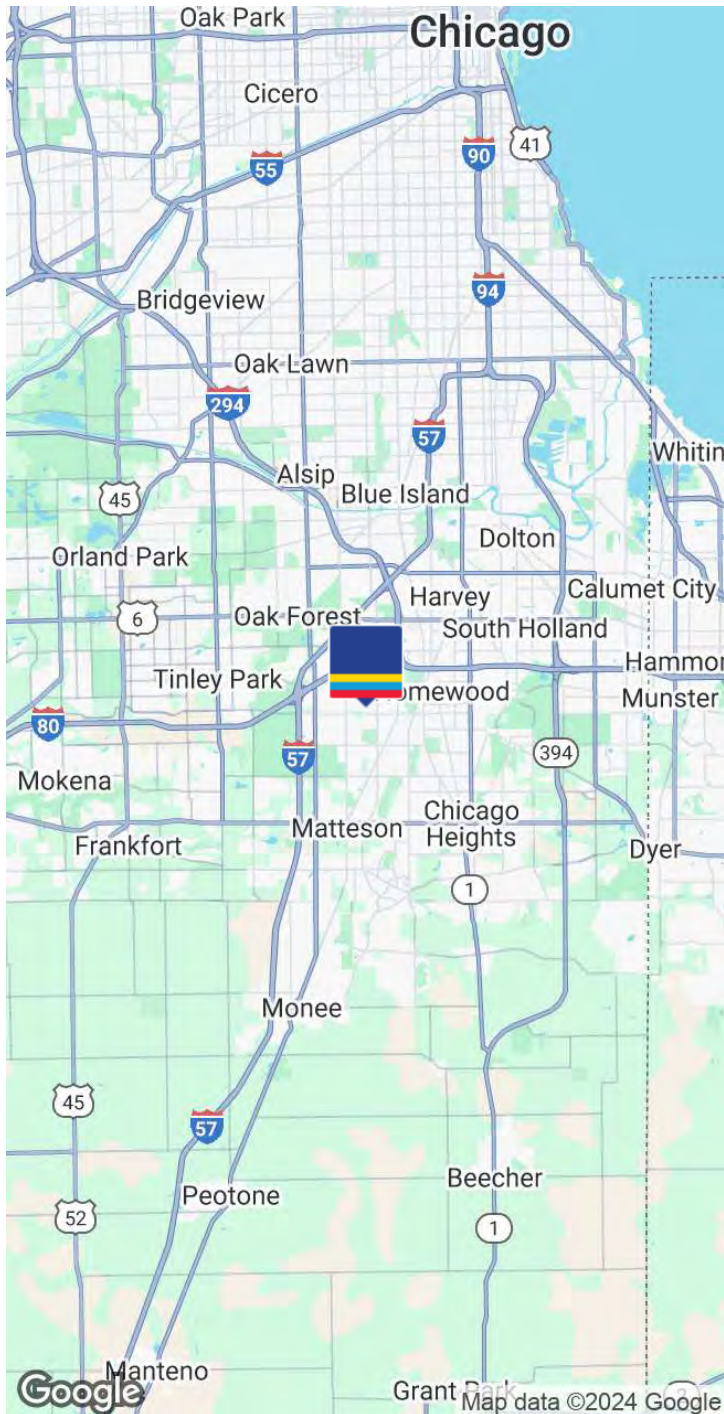 Oak Park
Chicago
Cicero
41
90
55
94
Bridgeview
Oak Lawn
294
57
Whitin
Alsip
45
Blue Island
Dolton
Orland Park
Calumet City
Harvey
6
Oak Forest
South Holland
Hammon
Tinley Park
omewood
Munster
80
57
394
Mokena
Chicago
Heights
Matteson
Frankfort
Dyer
1
Monee
45
57
Beecher
Peotone
52
1
Manteno
Grant Park
Google
Map data ©2024 Google